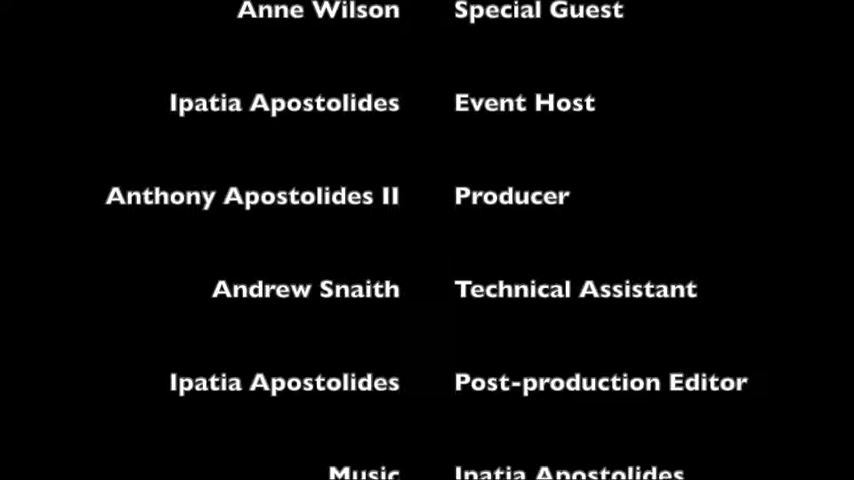 Anne Wilson Special Guest
Ipatia Apostolides Event Host
Anthony Apostolides II Producer
Andrew Snaith Technical Assistant
Ipatia Apostolides Post-production Editor
Music Ipatia Apostolides